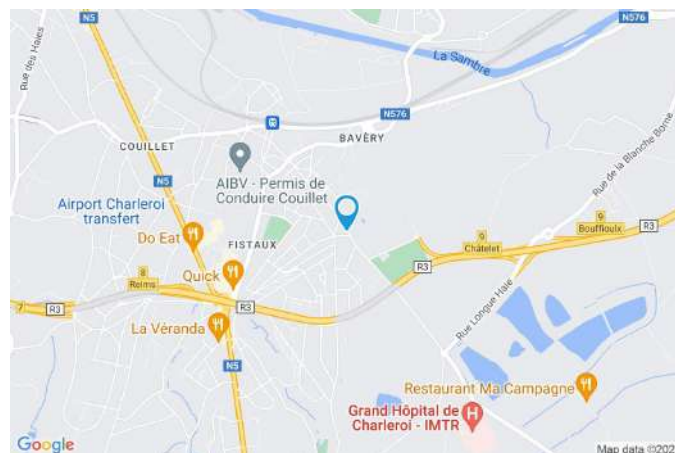 N5
N576
Rue des Haies
La Sambre
N576
COUILLET
BAVÈRY
Rue de la Blanche Borne
AIBV - Permis de
Conduire Couillet
N5
Airport Charleroi
transfert
Do Eat
FISTAUX
9
Bouffioulx
R3
9
Châtelet
R3
8
Reims
Quick
7
R3
R3
La Véranda
Rue Longue Haie
N5
Restaurant Ma Campagne
Grand Hôpital de
Charleroi - IMTR
H
Google
Map data ©202